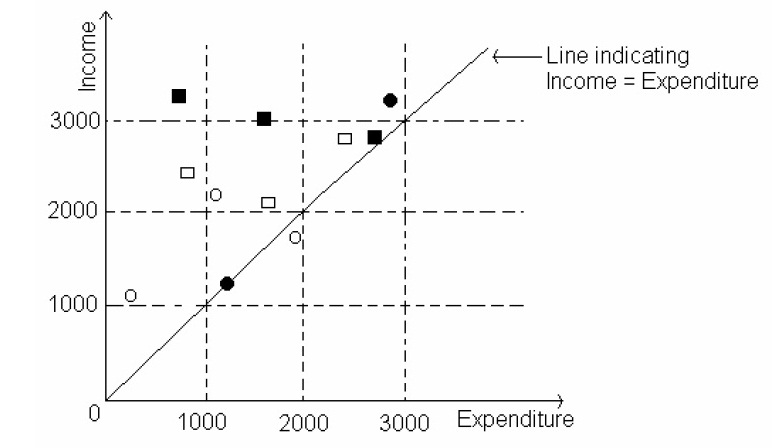 Income
Line indicating
Income = Expenditure
3000
2000
1000
0
1000
2000
3000
Expenditure